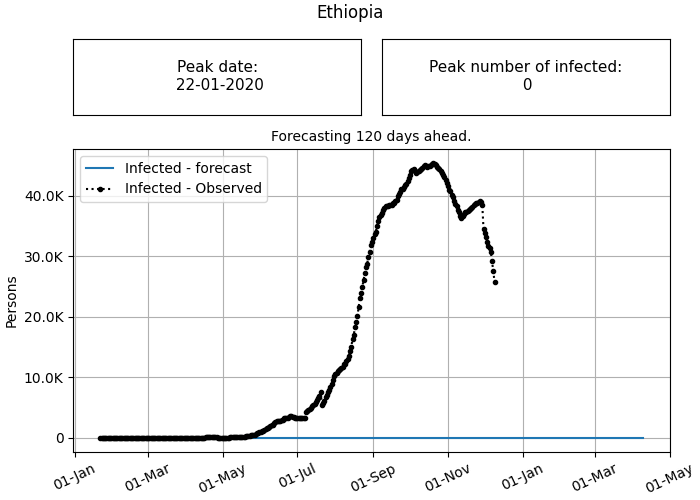 Ethiopia
Peak date:
22-01-2020
Peak number of infected:
0
Forecasting 120 days ahead.
Infected - forecast
Infected - Observed
Persons
40.0K
30.0K
20.0K
10.0K
0
01-Jan
01-Mar
01-May
01-Jul
01-Sep
01-Nov
01-Jan
01-Mar
01-May